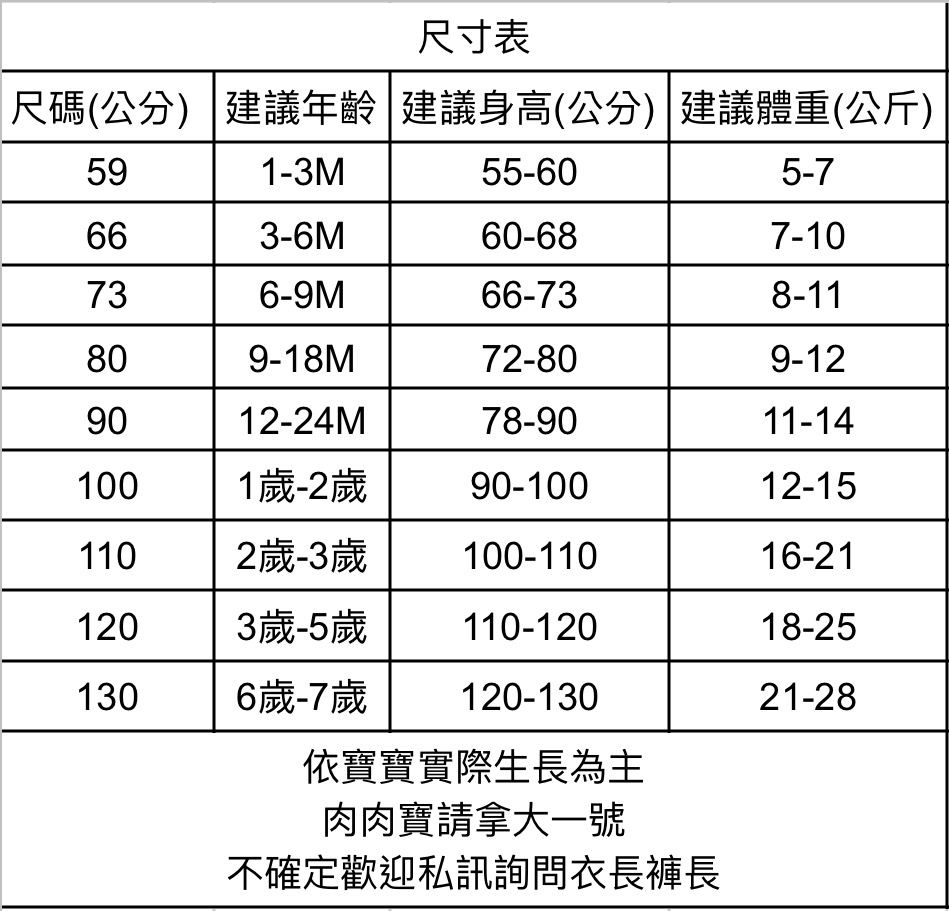 尺寸表
尺碼(公分) 建議年齡 建議身高(公分) 建議體重(公斤)
59 1-3M 55-60 5-7
66 3-6M 60-68 7-10
73 6-9M 66-73 8-11
80 9-18M 72-80 9-12
90 12-24M 78-90 11-14
100 1歲-2歲 90-100 12-15
110 2歲-3歲 100-110 16-21
120 3歲-5歲 110-120 18-25
130 6歲-7歲 120-130 21-28
依寶寶實際生長為主
肉肉寶請拿大一號
不確定歡迎私訊詢問衣長褲長